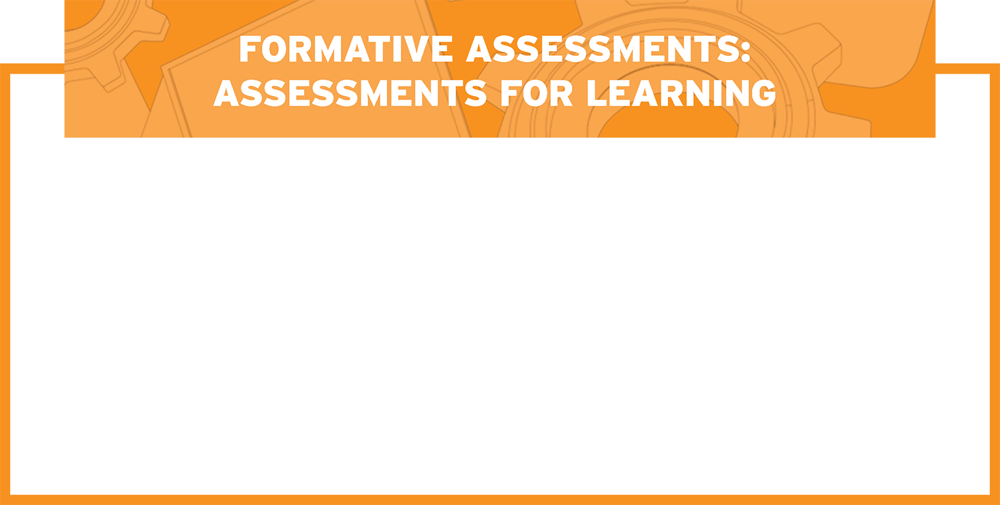 FORMATIVE ASSESSMENTS:
ASSESSMENTS FOR LEARNING